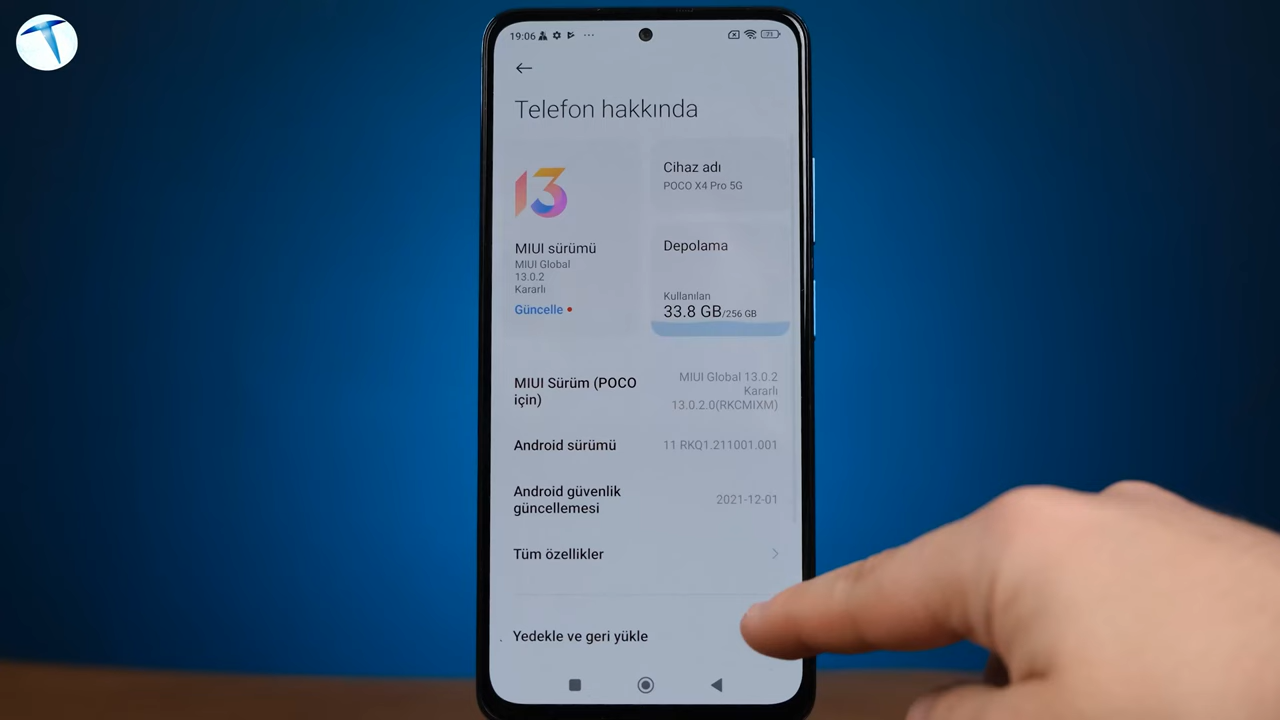 19:06
73
Telefon hakkında
13
Cihaz adı
POCO X4 Pro 5G
MIUI sürümü
MIUI Global
13.0.2
Kararlı
Güncelle
Depolama
Kullanılan
33.8 GB/256 GB
MIUI Sürüm (POCO
için)
MIUI Global 13.0.2
Kararlı
13.0.2.0(RKCMIXM)
Android sürümü
11 RKQ1.211001.001
Android güvenlik
güncellemesi
2021-12-01
Tüm özellikler
Yedekle ve geri yükle